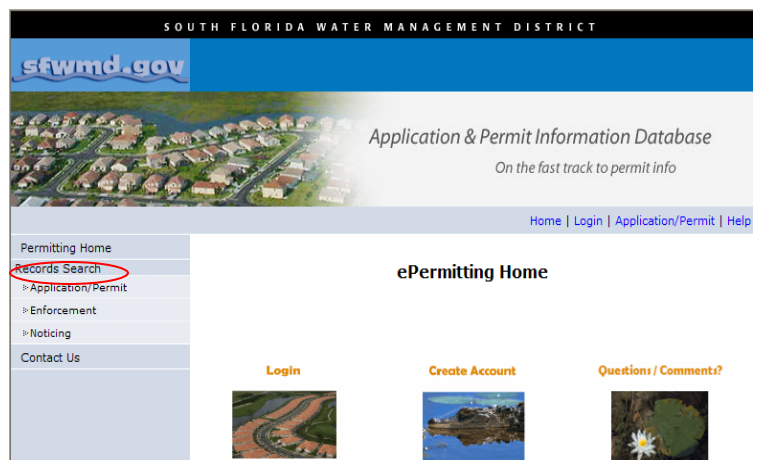 SOUTH FLORIDA WATER MANAGEMENT DISTRICT
sfwmd.gov
Application & Permit Information Database
On the fast track to permit info
Home | Login | Application/Permit | Help
Permitting Home
Records Search
Application/Permit
Enforcement
Noticing
Contact Us
ePermitting Home
Login
Create Account
Questions / Comments?